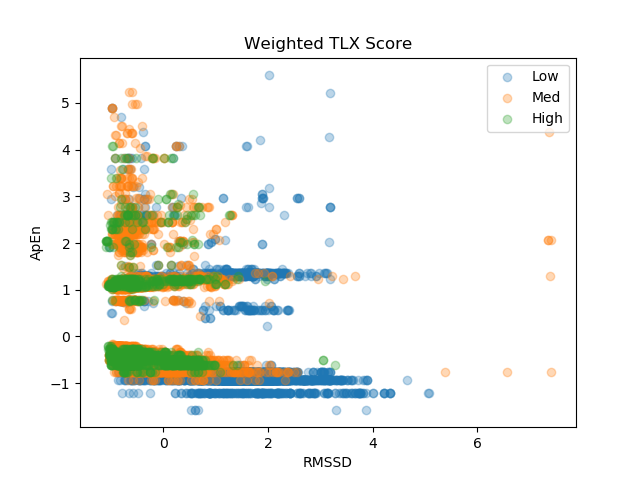 Weighted TLX Score
Low
Med
High
5
4
3
2
1
0
−1
ApEn
0 2 4 6
RMSSD